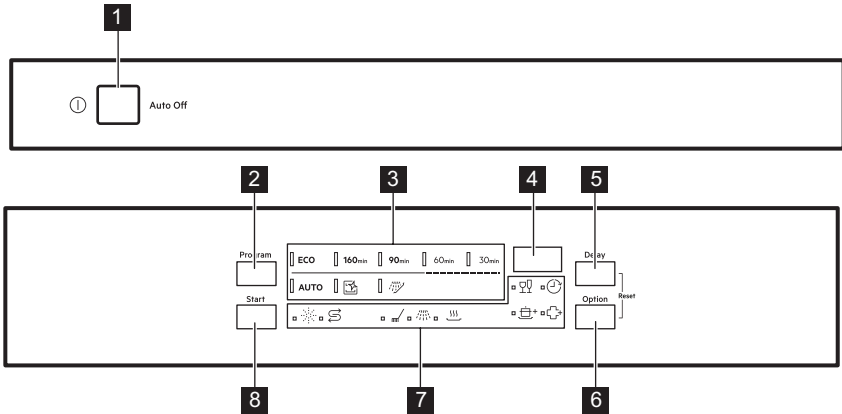 1
Auto Off
2 3 4 5
Program Delay
ECO 160min 90min 60min 30min
AUTO
Start Option Reset
8 7 6